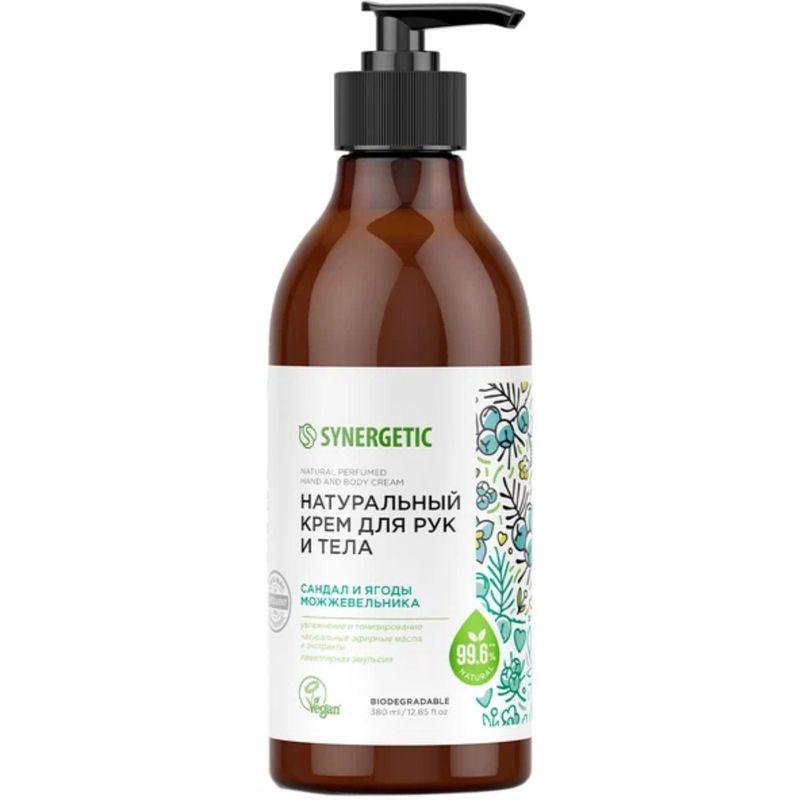 SYNERGETIC
NATURAL PERFUMED
HAND AND BODY CREAM
НАТУРАЛЬНЫЙ
КРЕМ ДЛЯ РУК
И ТЕЛА
САНДАЛ И ЯГОДЫ
МОЖЖЕВЕЛЬНИКА
увлажнение и тонизирование
натуральные эфирные масла
и экстракты
ламеллярная эмульсия
99.6**%
NATURAL
Vegan
BIODEGRADABLE
380 ml / 12.85 fl.oz